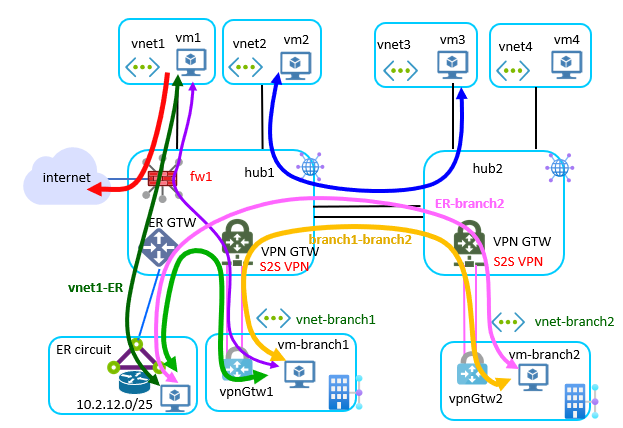 vnet1
vm1
vnet2
vm2
vnet3
vm3
vnet4
vm4
internet
fw1
hub1
hub2
ER-branch2
ER GTW
VPN GTW
S2S VPN
branch1-branch2
VPN GTW
S2S VPN
vnet1-ER
vnet-branch1
vnet-branch2
ER circuit
vm-branch1
vm-branch2
10.2.12.0/25
vpnGtw1
vpnGtw2